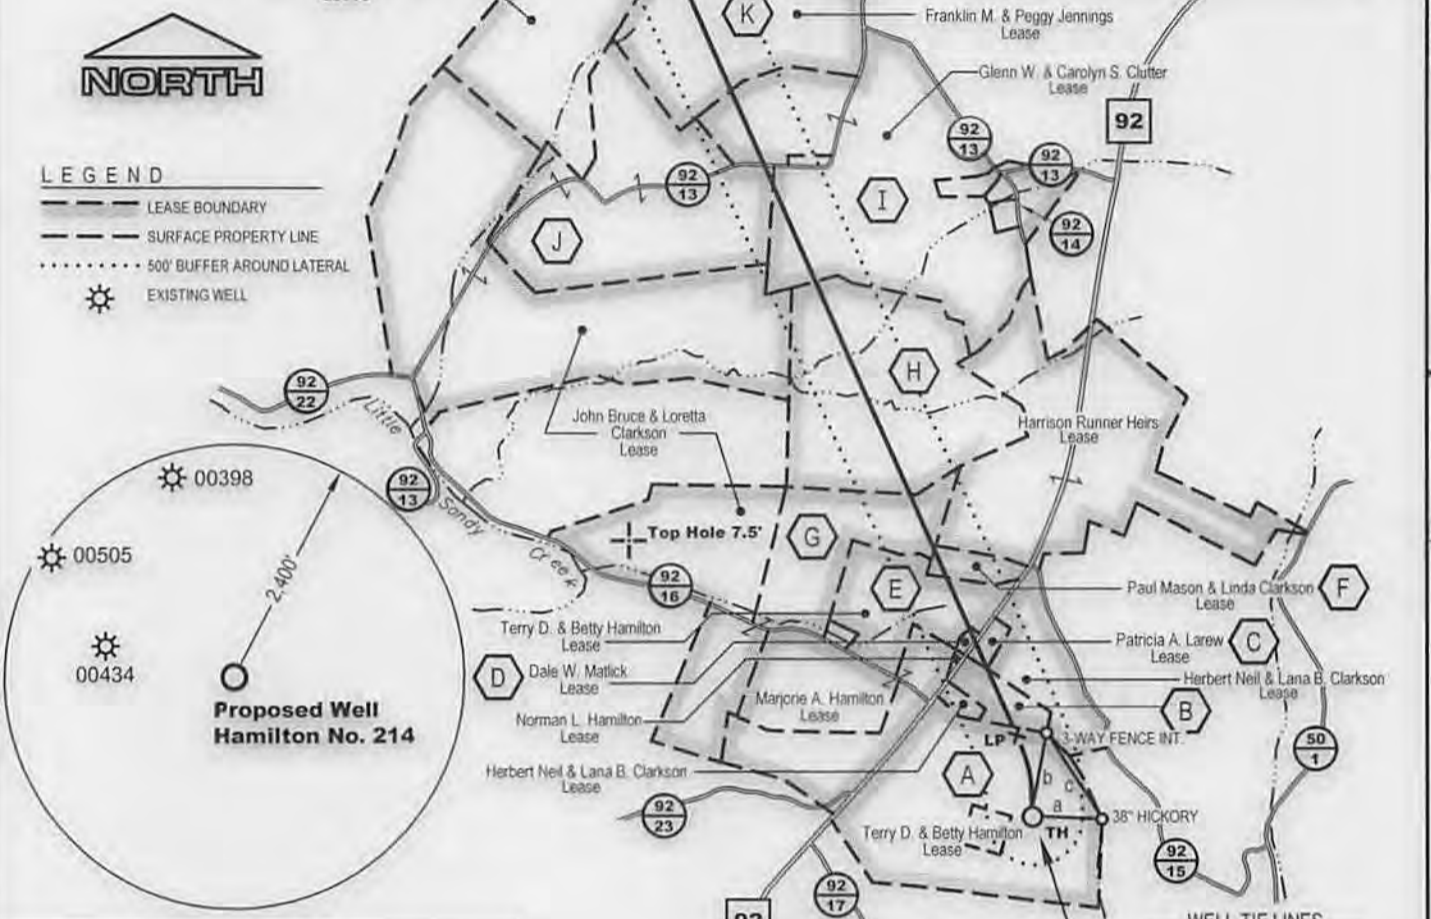 NORTH
LEGEND
LEASE BOUNDARY
SURFACE PROPERTY LINE
500' BUFFER AROUND LATERAL
EXISTING WELL
K
Franklin M. & Peggy Jennings
Lease
Glenn W. & Carolyn S. Clutter
Lease
92
92
13
92
13
92
13
92
14
I
J
H
92
22
Little
Sandy
Creek
92
13
John Bruce & Loretta
Clarkson
Lease
Harrison Runner Heirs
Lease
00398
00505
00434
2,400'
Proposed Well
Hamilton No. 214
Top Hole 7.5'
G
92
16
E
Paul Mason & Linda Clarkson
Lease
F
Terry D. & Betty Hamilton
Lease
Patricia A. Larew
Lease
C
D
Dale W. Matlick
Lease
Herbert Neil & Lana B. Clarkson
Lease
Marjorie A. Hamilton
Lease
B
Norman L. Hamilton
Lease
LP
3-WAY FENCE INT.
50
1
Herbert Neil & Lana B. Clarkson
Lease
A
b
c
a
TH
38" HICKORY
92
23
Terry D. & Betty Hamilton
Lease
92
15
92
17
92
WELL TIE LINES